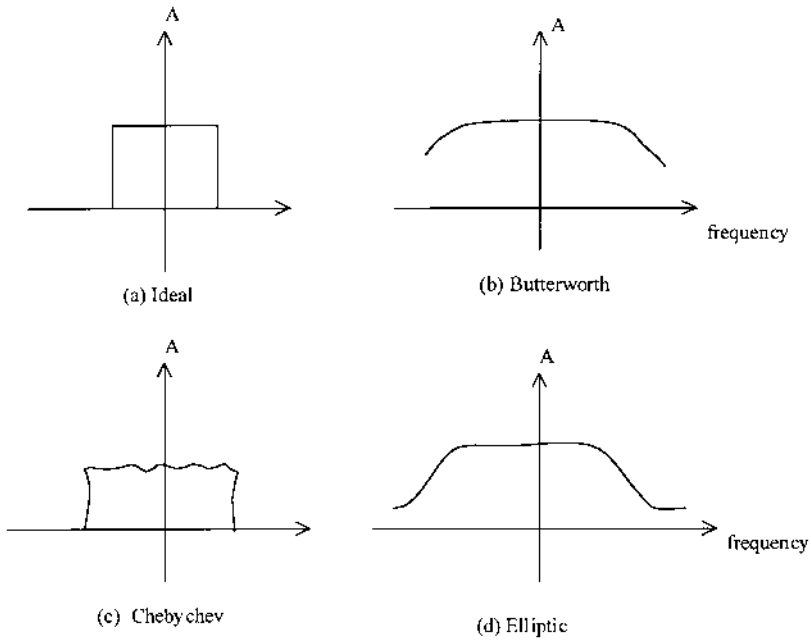 A
A
frequency
(a) Ideal
(b) Butterworth
A
A
frequency
(c) Chebychev
(d) Elliptic